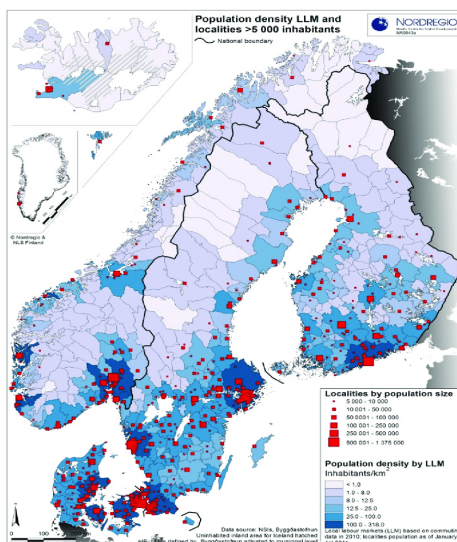 Population density LLM and
localities >5 000 inhabitants
National boundary
NORDREGIO
© Nordregio &
NLS Finland
Localities by population size
5 000 - 10 000
10 001 - 50 000
50 0001 - 100 000
100 001 - 250 000
250 001 - 500 000
500 001 - 1 375 000
Population density by LLM
Inhabitants/km
< 1.0
1.0 - 8.0
8.0 - 12.5
12.5 - 25.0
25.0 - 100.0
100.0 - 318.0
0
100
Data source: NSIs, Byggðastofnun
Uninhabited inland area for Iceland hatched
Local labour markets (LLM) based on commuting
data in 2010; localities population as of January